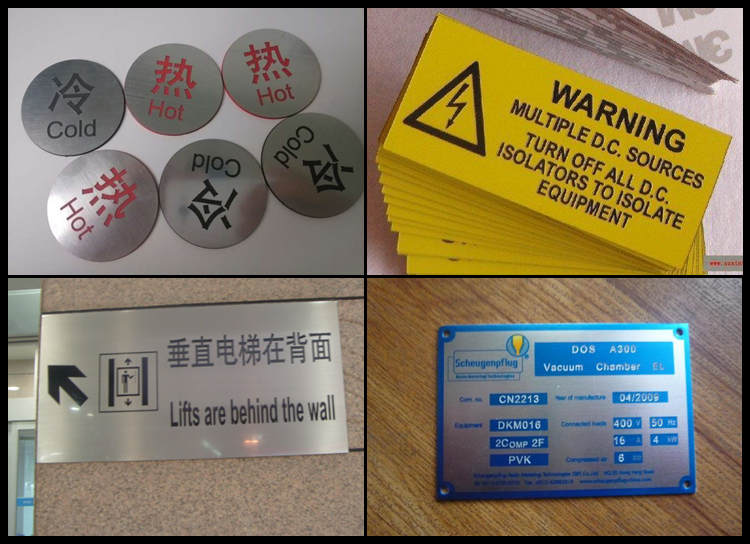 冷
Cold
热
Hot
热
Hot
热
Hot
冷
Cold
冷
Cold
WARNING
MULTIPLE D.C. SOURCES
TURN OFF ALL D.C.
ISOLATORS TO ISOLATE
EQUIPMENT
3M
垂直电梯在背面
Lifts are behind the wall
Scheugenpflug
DOS A300
Vacuum Chamber 5L
Com. no. CN2213 Year of manufacture 04/2009
Equipment DKM016 Connected loads 400 V 50 Hz
2Comp 2F 16 A 4 kW
PVK Compressed air 6